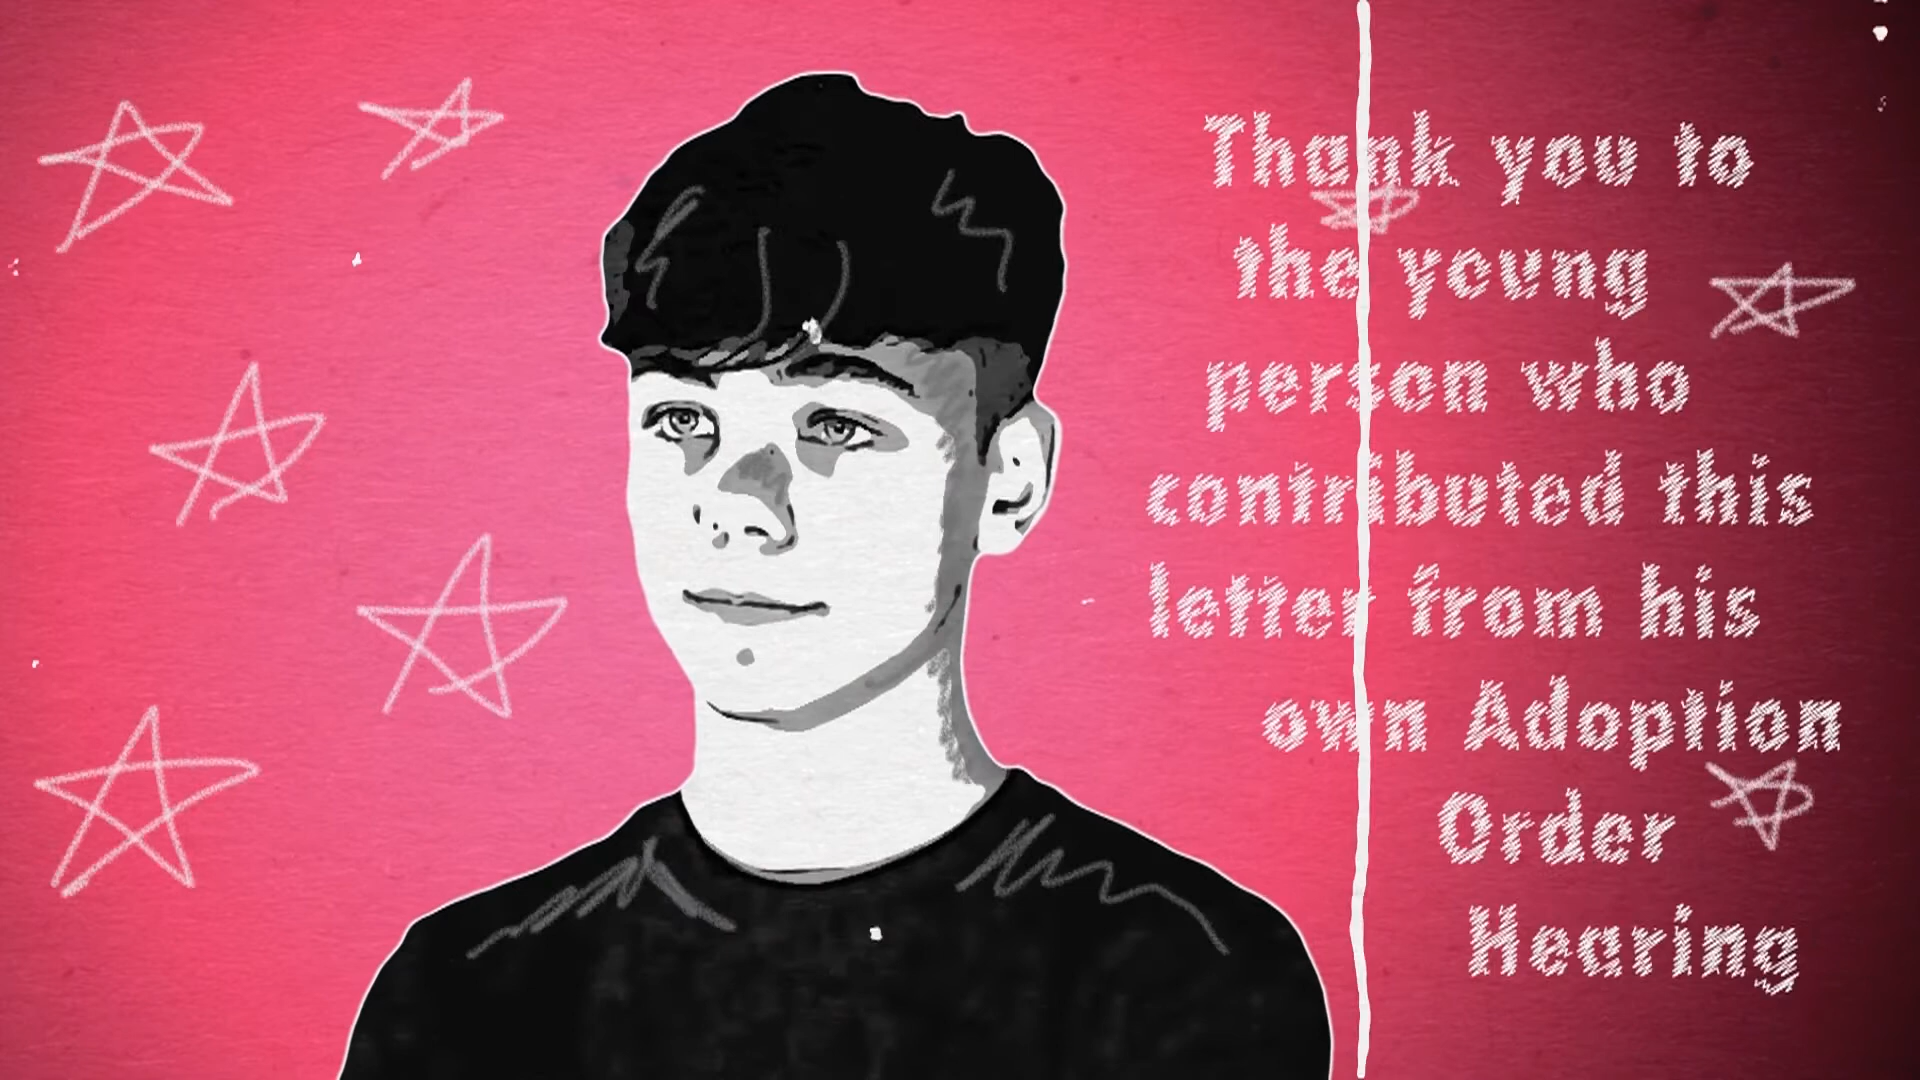 Thank you to
the young
person who
contributed this
letter from his
own Adoption
Order
Hearing